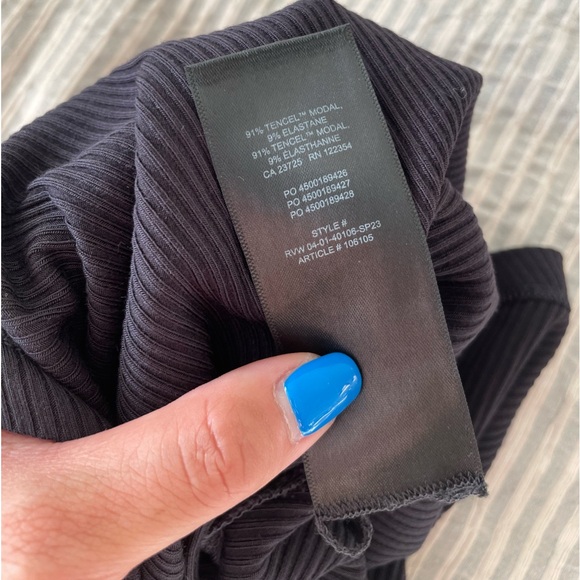 91% TENCEL™ MODAL,
9% ELASTANE
91% TENCEL™ MODAL,
9% ÉLASTHANNE
CA 23725 RN 122354
PO 4500189426
PO 4500189427
PO 4500189428
STYLE #
RVW 04-01-40106-SP23
ARTICLE # 106105